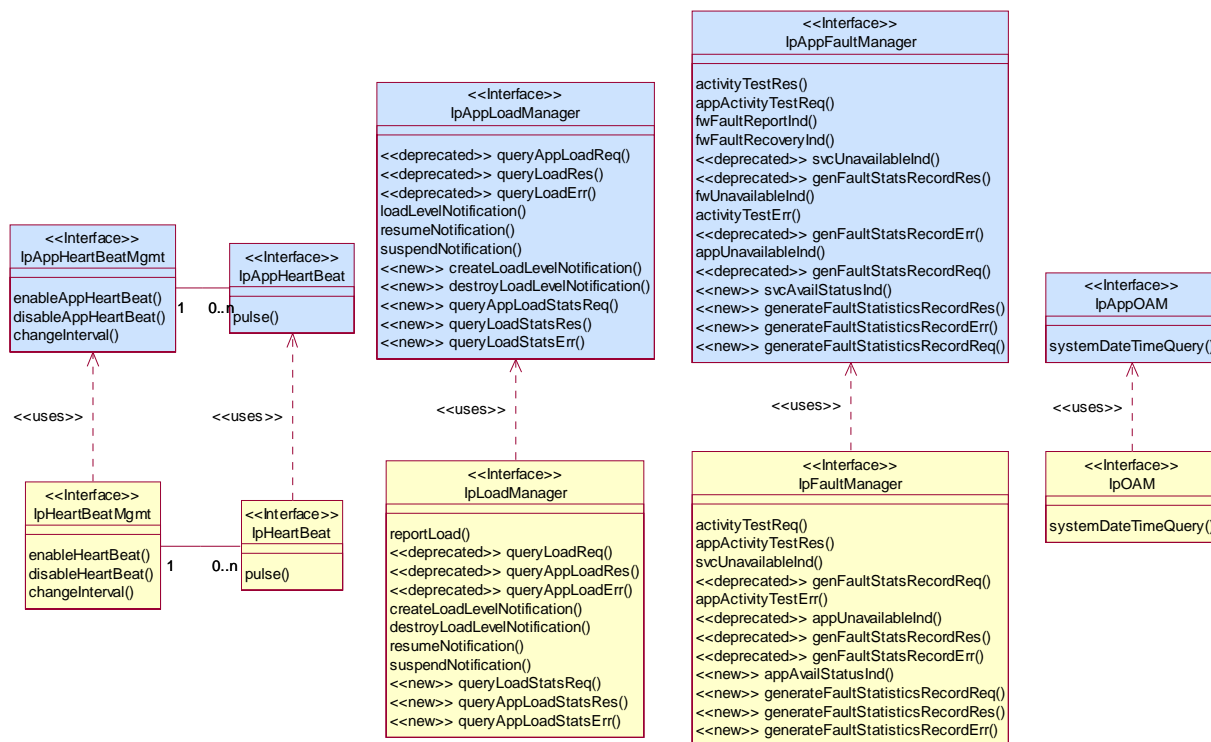 <<Interface>>
IpAppHeartBeatMgmt
enableAppHeartBeat()
disableAppHeartBeat()
changeInterval()
1
0..n
<<Interface>>
IpAppHeartBeat
pulse()
<<Interface>>
IpAppLoadManager
<<deprecated>> queryAppLoadReq()
<<deprecated>> queryLoadRes()
<<deprecated>> queryLoadErr()
loadLevelNotification()
resumeNotification()
suspendNotification()
<<new>> createLoadLevelNotification()
<<new>> destroyLoadLevelNotification()
<<new>> queryAppLoadStatsReq()
<<new>> queryLoadStatsRes()
<<new>> queryLoadStatsErr()
<<Interface>>
IpAppFaultManager
activityTestRes()
appActivityTestReq()
fwFaultReportInd()
fwFaultRecoveryInd()
<<deprecated>> svcUnavailableInd()
<<deprecated>> genFaultStatsRecordRes()
fwUnavailableInd()
activityTestErr()
<<deprecated>> genFaultStatsRecordErr()
appUnavailableInd()
<<deprecated>> genFaultStatsRecordReq()
<<new>> svcAvailStatusInd()
<<new>> generateFaultStatisticsRecordRes()
<<new>> generateFaultStatisticsRecordErr()
<<new>> generateFaultStatisticsRecordReq()
<<Interface>>
IpAppOAM
systemDateTimeQuery()
<<uses>>
<<uses>>
<<uses>>
<<uses>>
<<uses>>
<<Interface>>
IpHeartBeatMgmt
enableHeartBeat()
disableHeartBeat()
changeInterval()
1
0..n
<<Interface>>
IpHeartBeat
pulse()
<<Interface>>
IpLoadManager
reportLoad()
<<deprecated>> queryLoadReq()
<<deprecated>> queryAppLoadRes()
<<deprecated>> queryAppLoadErr()
createLoadLevelNotification()
destroyLoadLevelNotification()
resumeNotification()
suspendNotification()
<<new>> queryLoadStatsReq()
<<new>> queryAppLoadStatsRes()
<<new>> queryAppLoadStatsErr()
<<Interface>>
IpFaultManager
activityTestReq()
appActivityTestRes()
svcUnavailableInd()
<<deprecated>> genFaultStatsRecordReq()
appActivityTestErr()
<<deprecated>> appUnavailableInd()
<<deprecated>> genFaultStatsRecordRes()
<<deprecated>> genFaultStatsRecordErr()
<<new>> appAvailStatusInd()
<<new>> generateFaultStatisticsRecordReq()
<<new>> generateFaultStatisticsRecordRes()
<<new>> generateFaultStatisticsRecordErr()
<<Interface>>
IpOAM
systemDateTimeQuery()